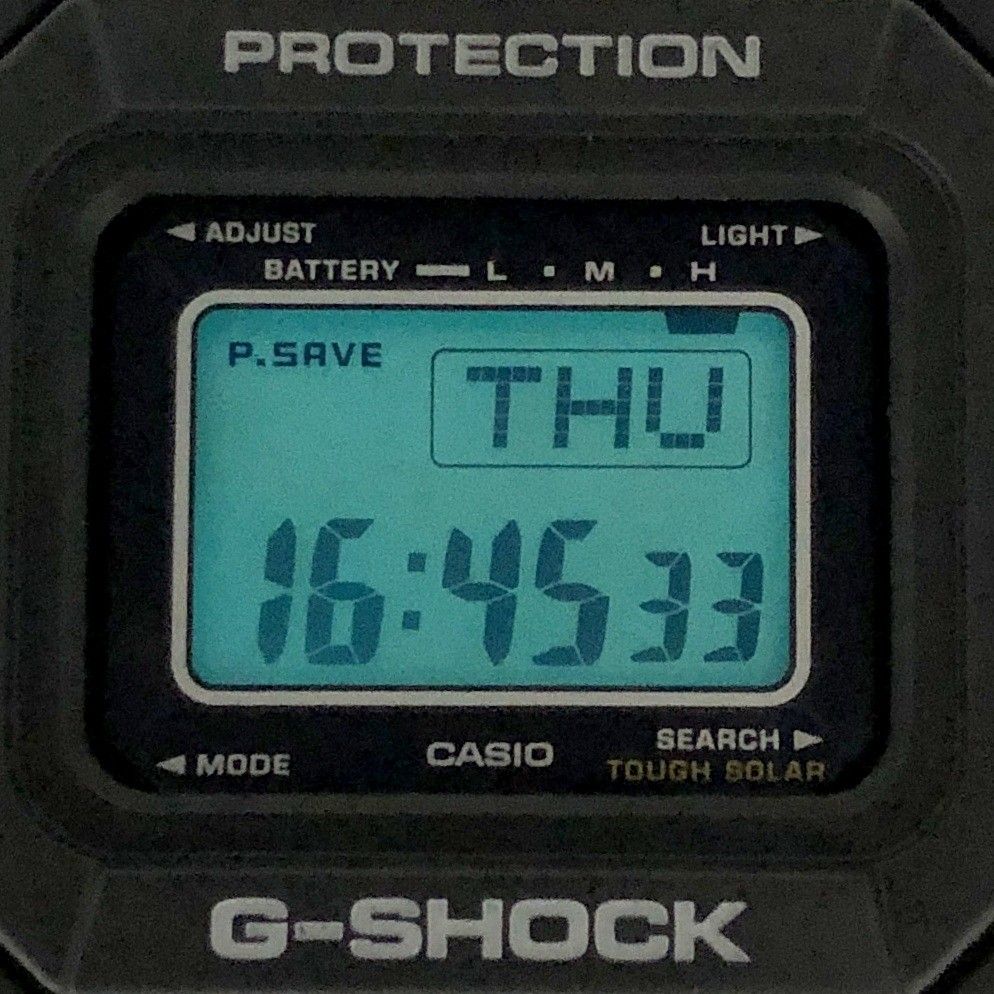 PROTECTION
◄ ADJUST LIGHT ►
BATTERY — L · M · H
P.SAVE THU
16:45 33
◄ MODE CASIO SEARCH ►
TOUGH SOLAR
G-SHOCK